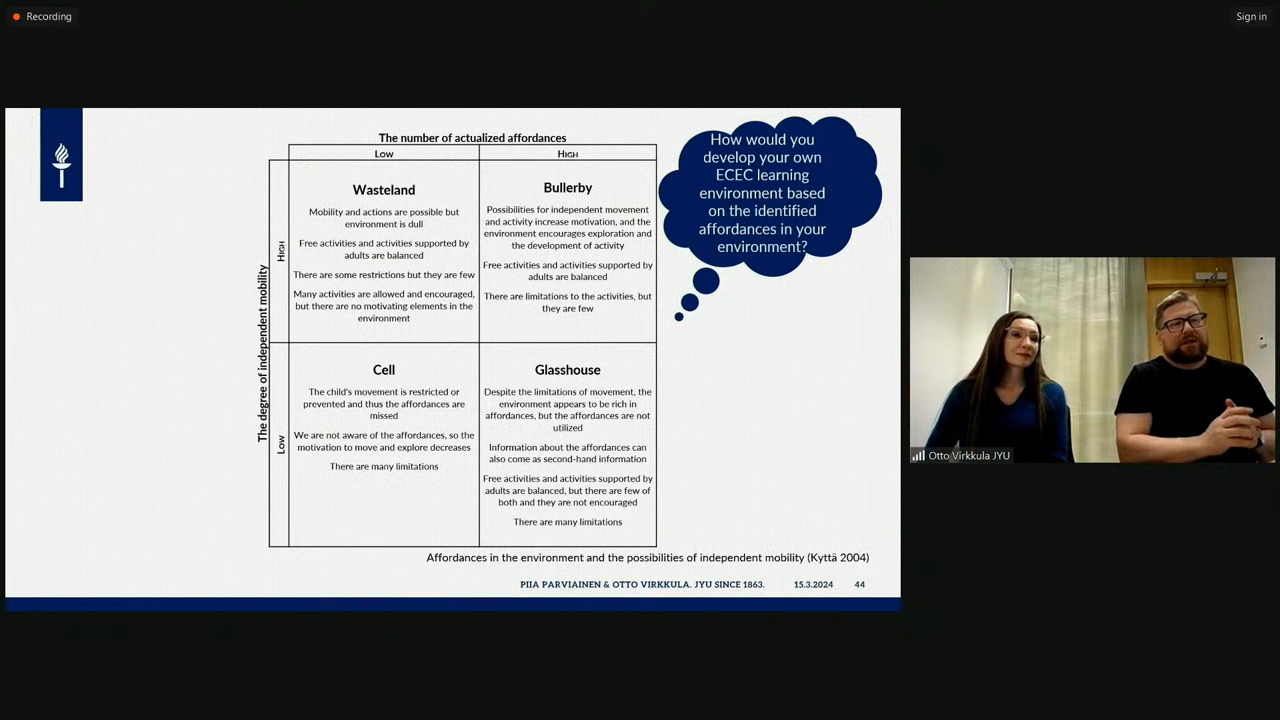 Recording
Sign in
The number of actualized affordances
Low
High
The degree of independent mobility
High
Wasteland
Mobility and actions are possible but
environment is dull
Free activities and activities supported by
adults are balanced
There are some restrictions but they are few
Many activities are allowed and encouraged,
but there are no motivating elements in the
environment
Bullerby
Possibilities for independent movement
and activity increase motivation, and the
environment encourages exploration and
the development of activity
Free activities and activities supported by
adults are balanced
There are limitations to the activities, but
they are few
Low
Cell
The child's movement is restricted or
prevented and thus the affordances are
missed
We are not aware of the affordances, so the
motivation to move and explore decreases
There are many limitations
Glasshouse
Despite the limitations of movement, the
environment appears to be rich in
affordances, but the affordances are not
utilized
Information about the affordances can
also come as second-hand information
Free activities and activities supported by
adults are balanced, but there are few of
both and they are not encouraged
There are many limitations
How would you
develop your own
ECEC learning
environment based
on the identified
affordances in your
environment?
Affordances in the environment and the possibilities of independent mobility (Kyttä 2004)
PIIA PARVIAINEN & OTTO VIRKKULA. JYU SINCE 1863.
15.3.2024
44
Otto Virkkula JYU